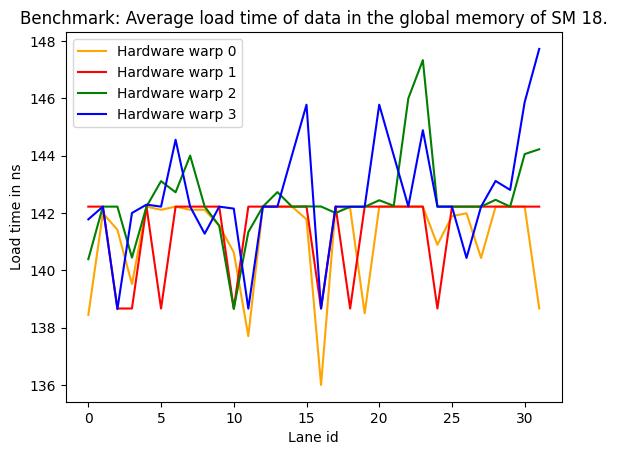 Benchmark: Average load time of data in the global memory of SM 18.
148
146
144
142
140
138
136
Load time in ns
Hardware warp 0
Hardware warp 1
Hardware warp 2
Hardware warp 3
0 5 10 15 20 25 30
Lane id